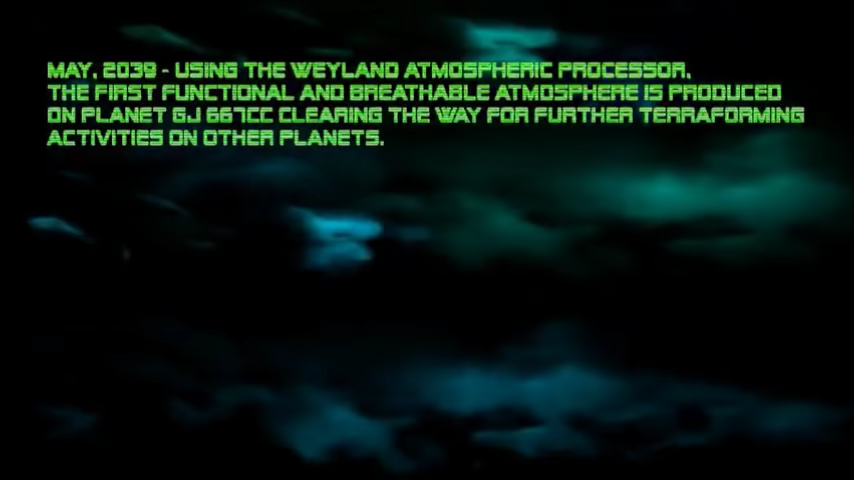 MAY, 2039 - USING THE WEYLAND ATMOSPHERIC PROCESSOR,
THE FIRST FUNCTIONAL AND BREATHABLE ATMOSPHERE IS PRODUCED
ON PLANET GJ 667CC CLEARING THE WAY FOR FURTHER TERRAFORMING
ACTIVITIES ON OTHER PLANETS.